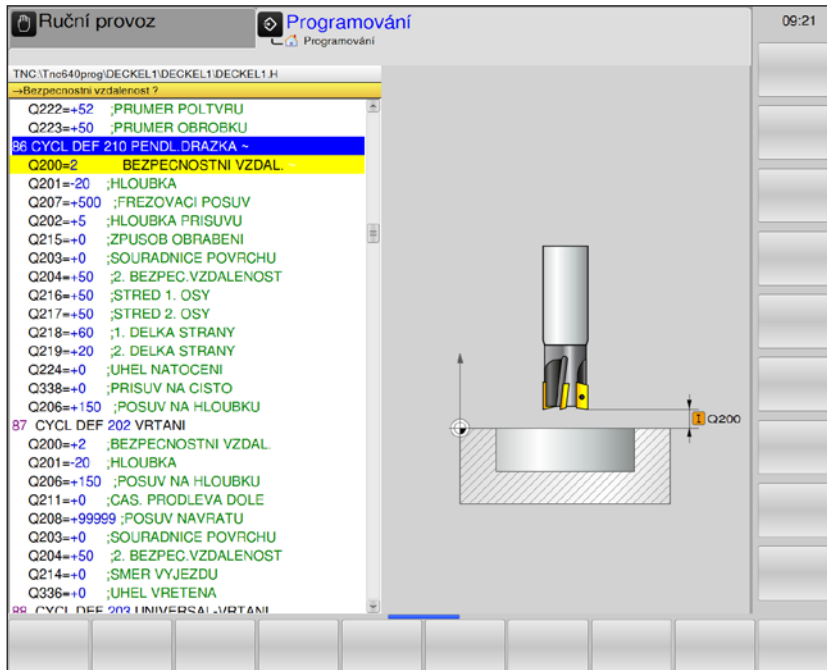 Ruční provoz
Programování
Programování
09:21
TNC:\Tnc640prog\DECKEL1\DECKEL1\DECKEL1.H
→Bezpecnostni vzdalenost ?
Q222=+52 ;PRUMER POLTVRU
Q223=+50 ;PRUMER OBROBKU
86 CYCL DEF 210 PENDL.DRAZKA ~
Q200=2 BEZPECNOSTNI VZDAL. ~
Q201=-20 ;HLOUBKA
Q207=+500 ;FREZOVACI POSUV
Q202=+5 ;HLOUBKA PRISUVU
Q215=+0 ;ZPUSOB OBRABENI
Q203=+0 ;SOURADNICE POVRCHU
Q204=+50 ;2. BEZPEC.VZDALENOST
Q216=+50 ;STRED 1. OSY
Q217=+50 ;STRED 2. OSY
Q218=+60 ;1. DELKA STRANY
Q219=+20 ;2. DELKA STRANY
Q224=+0 ;UHEL NATOCENI
Q338=+0 ;PRISUV NA CISTO
Q206=+150 ;POSUV NA HLOUBKU
87 CYCL DEF 202 VRTANI
Q200=+2 ;BEZPECNOSTNI VZDAL.
Q201=-20 ;HLOUBKA
Q206=+150 ;POSUV NA HLOUBKU
Q211=+0 ;CAS. PRODLEVA DOLE
Q208=+99999 ;POSUV NAVRATU
Q203=+0 ;SOURADNICE POVRCHU
Q204=+50 ;2. BEZPEC.VZDALENOST
Q214=+0 ;SMER VYJEZDU
Q336=+0 ;UHEL VRETENA
88 CYCL DEF 203 UNIVERSAL-VRTANI
I Q200